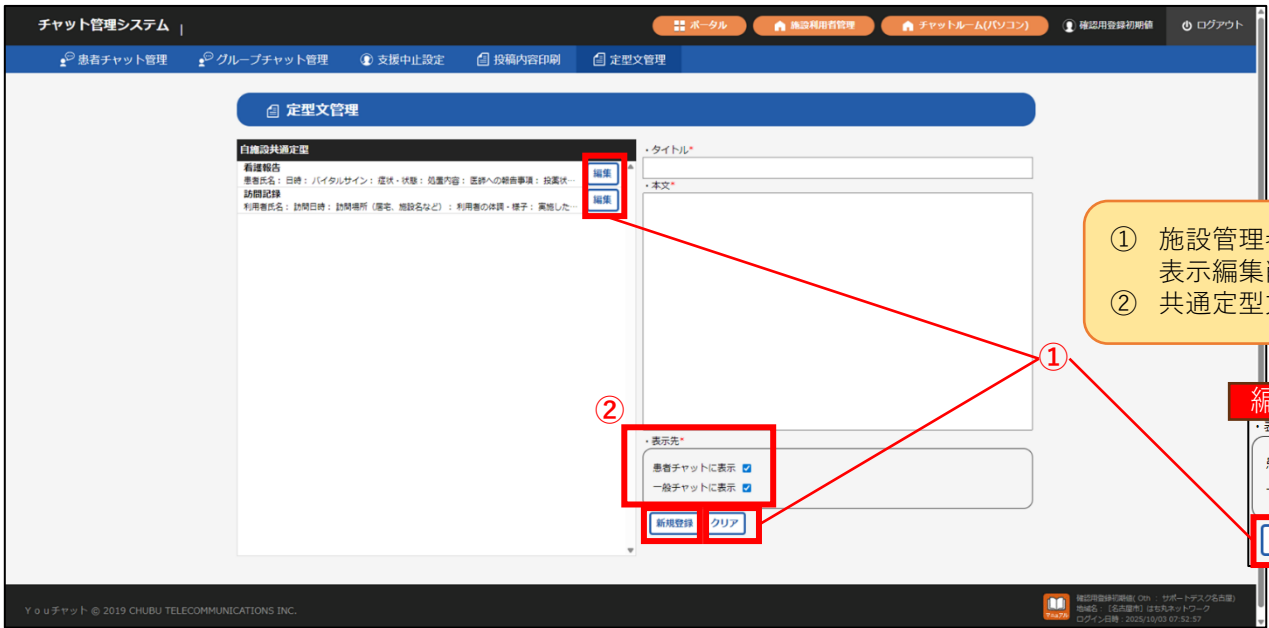 チャット管理システム |
ポータル
施設利用者管理
チャットルーム(パソコン)
確認用登録初期値
ログアウト
患者チャット管理
グループチャット管理
支援中止設定
投稿内容印刷
定型文管理
定型文管理
自施設共通定型
看護報告
患者氏名: 日時: バイタルサイン: 症状・状態: 処置内容: 医師への報告事項: 投薬状…
編集
訪問記録
利用者氏名: 訪問日時: 訪問場所(居宅、施設名など): 利用者の体調・様子: 実施した…
編集
・タイトル*
・本文*
① 施設管理
表示編集
② 共通定型
①
②
編
・表示先*
患者チャットに表示
一般チャットに表示
新規登録
クリア
Youチャット © 2019 CHUBU TELECOMMUNICATIONS INC.
マニュアル
確認用登録初期値( Oth : サポートデスク名古屋)
地域名: [名古屋市] はち丸ネットワーク
ログイン日時: 2025/10/03 07:52:57